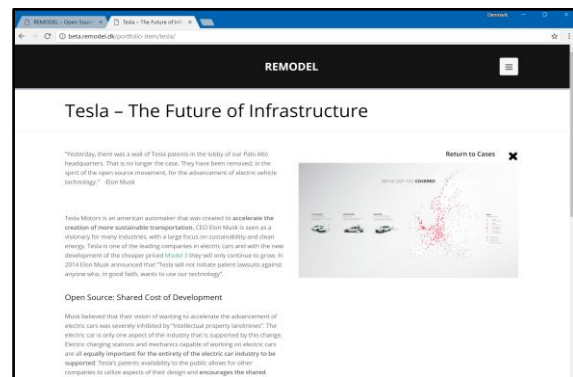 REMODEL – Open Sour
Tesla – The Future of Inf
Denmark
beta.remodel.dk/portfolio-item/tesla/
REMODEL
Tesla – The Future of Infrastructure
"Yesterday, there was a wall of Tesla patents in the lobby of our Palo Alto
headquarters. That is no longer the case. They have been removed, in the
spirit of the open source movement, for the advancement of electric vehicle
technology." -Elon Musk
Return to Cases
WE'VE GOT YOU COVERED
Tesla Motors is an american automaker that was created to accelerate the
creation of more sustainable transportation. CEO Elon Musk is seen as a
visionary for many industries, with a large focus on sustainability and clean
energy. Tesla is one of the leading companies in electric cars and with the new
development of the cheaper priced Model 3 they will only continue to grow. In
2014 Elon Musk announced that "Tesla will not initiate patent lawsuits against
anyone who, in good faith, wants to use our technology".
Open Source: Shared Cost of Development
Musk believed that their vision of wanting to accelerate the advancement of
electric cars was severely inhibited by "intellectual property landmines". The
electric car is only one aspect of the industry that is supported by this change.
Electric charging stations and mechanics capable of working on electric cars
are all equally important for the entirety of the electric car industry to be
supported. Tesla's patents availability to the public allows for other
companies to utilize aspects of their design and encourages the shared